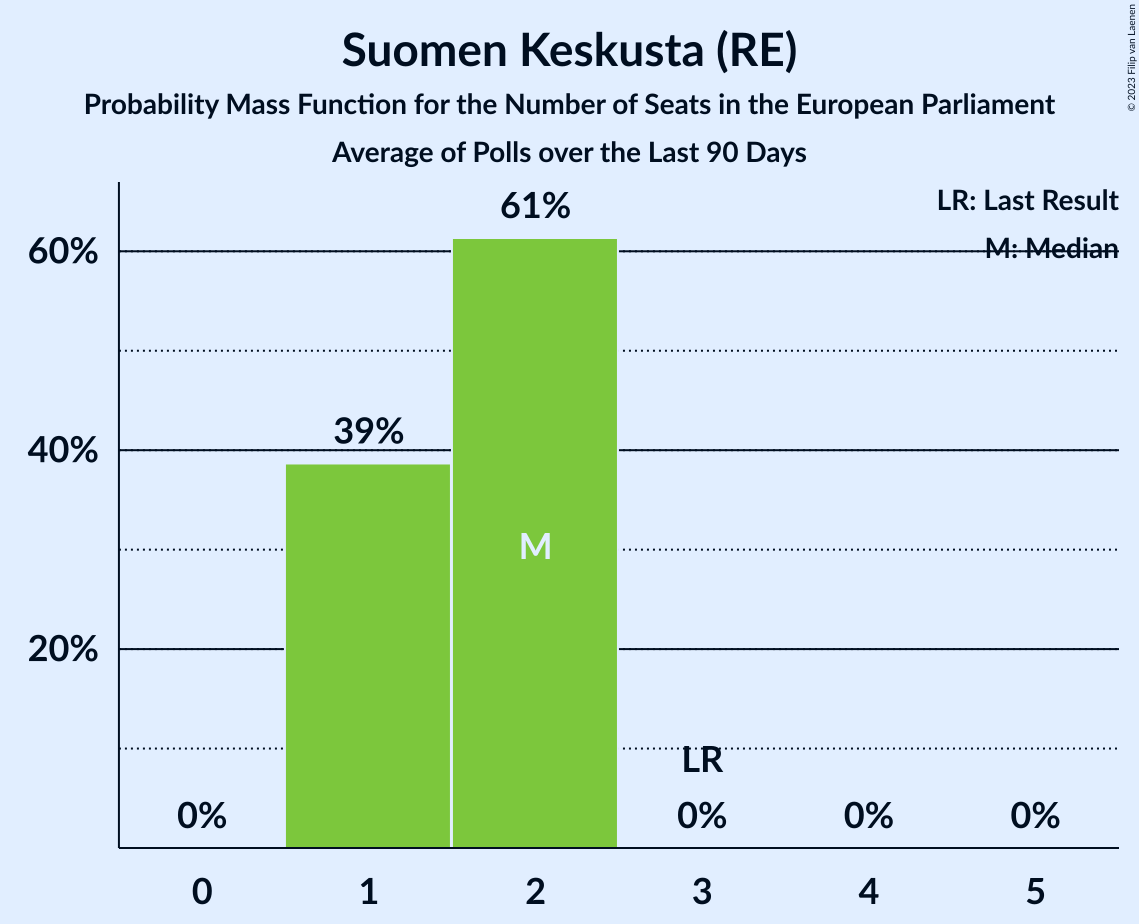 Suomen Keskusta (RE)
Probability Mass Function for the Number of Seats in the European Parliament
Average of Polls over the Last 90 Days
© 2023 Filip van Laenen
LR: Last Result
M: Median
60%
40%
20%
0%
39%
61%
M
LR
0%
0%
0%
0
1
2
3
4
5